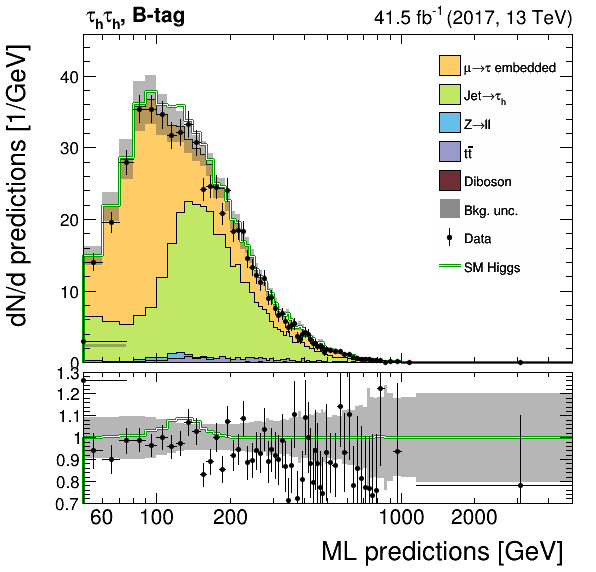 τhτh, B-tag
41.5 fb⁻¹ (2017, 13 TeV)
dN/d predictions [1/GeV]
40
30
20
10
0
μ→τ embedded
Jet→τh
Z→ll
tt̄
Diboson
Bkg. unc.
Data
SM Higgs
1.3
1.2
1.1
1
0.9
0.8
0.7
60 100 200 1000 2000
ML predictions [GeV]